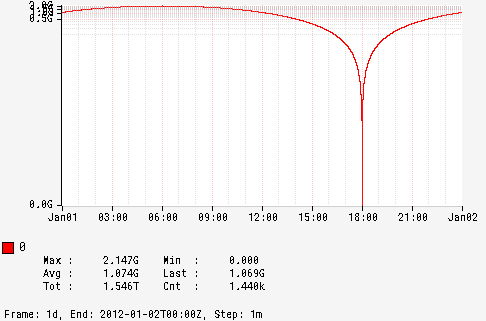 2.0G
0.5G
0.0G
Jan01 03:00 06:00 09:00 12:00 15:00 18:00 21:00 Jan02
0
Max : 2.147G Min : 0.000
Avg : 1.074G Last : 1.069G
Tot : 1.546T Cnt : 1.440k
Frame: 1d, End: 2012-01-02T00:00Z, Step: 1m